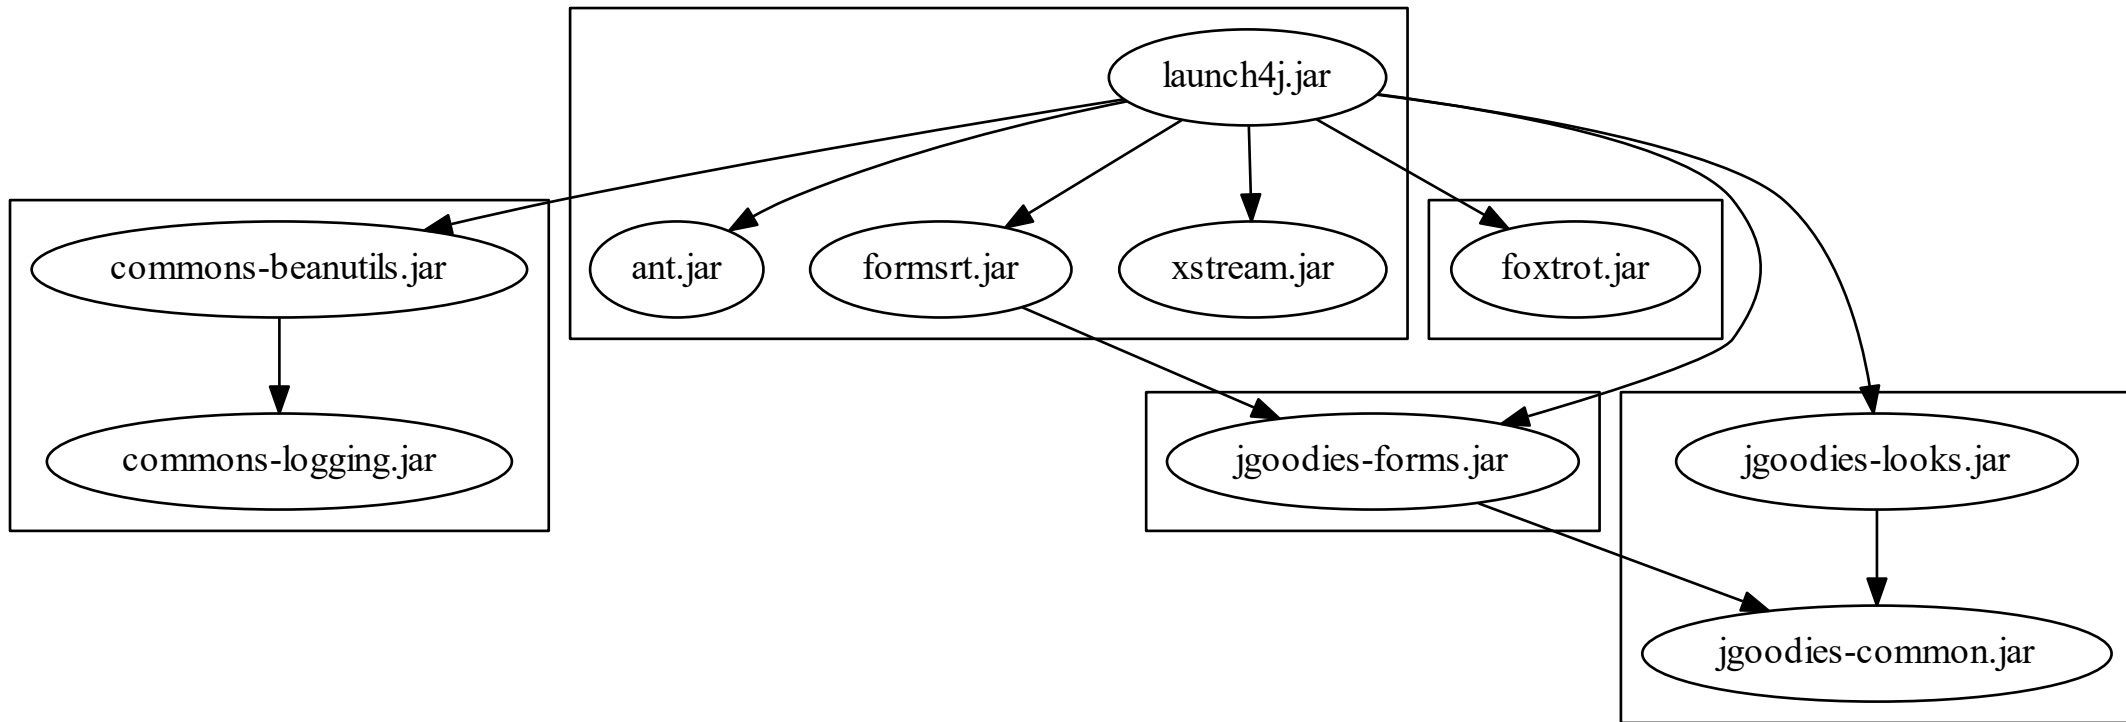 launch4j.jar
commons-beanutils.jar
ant.jar
formsrt.jar
xstream.jar
foxtrot.jar
commons-logging.jar
jgoodies-forms.jar
jgoodies-looks.jar
jgoodies-common.jar